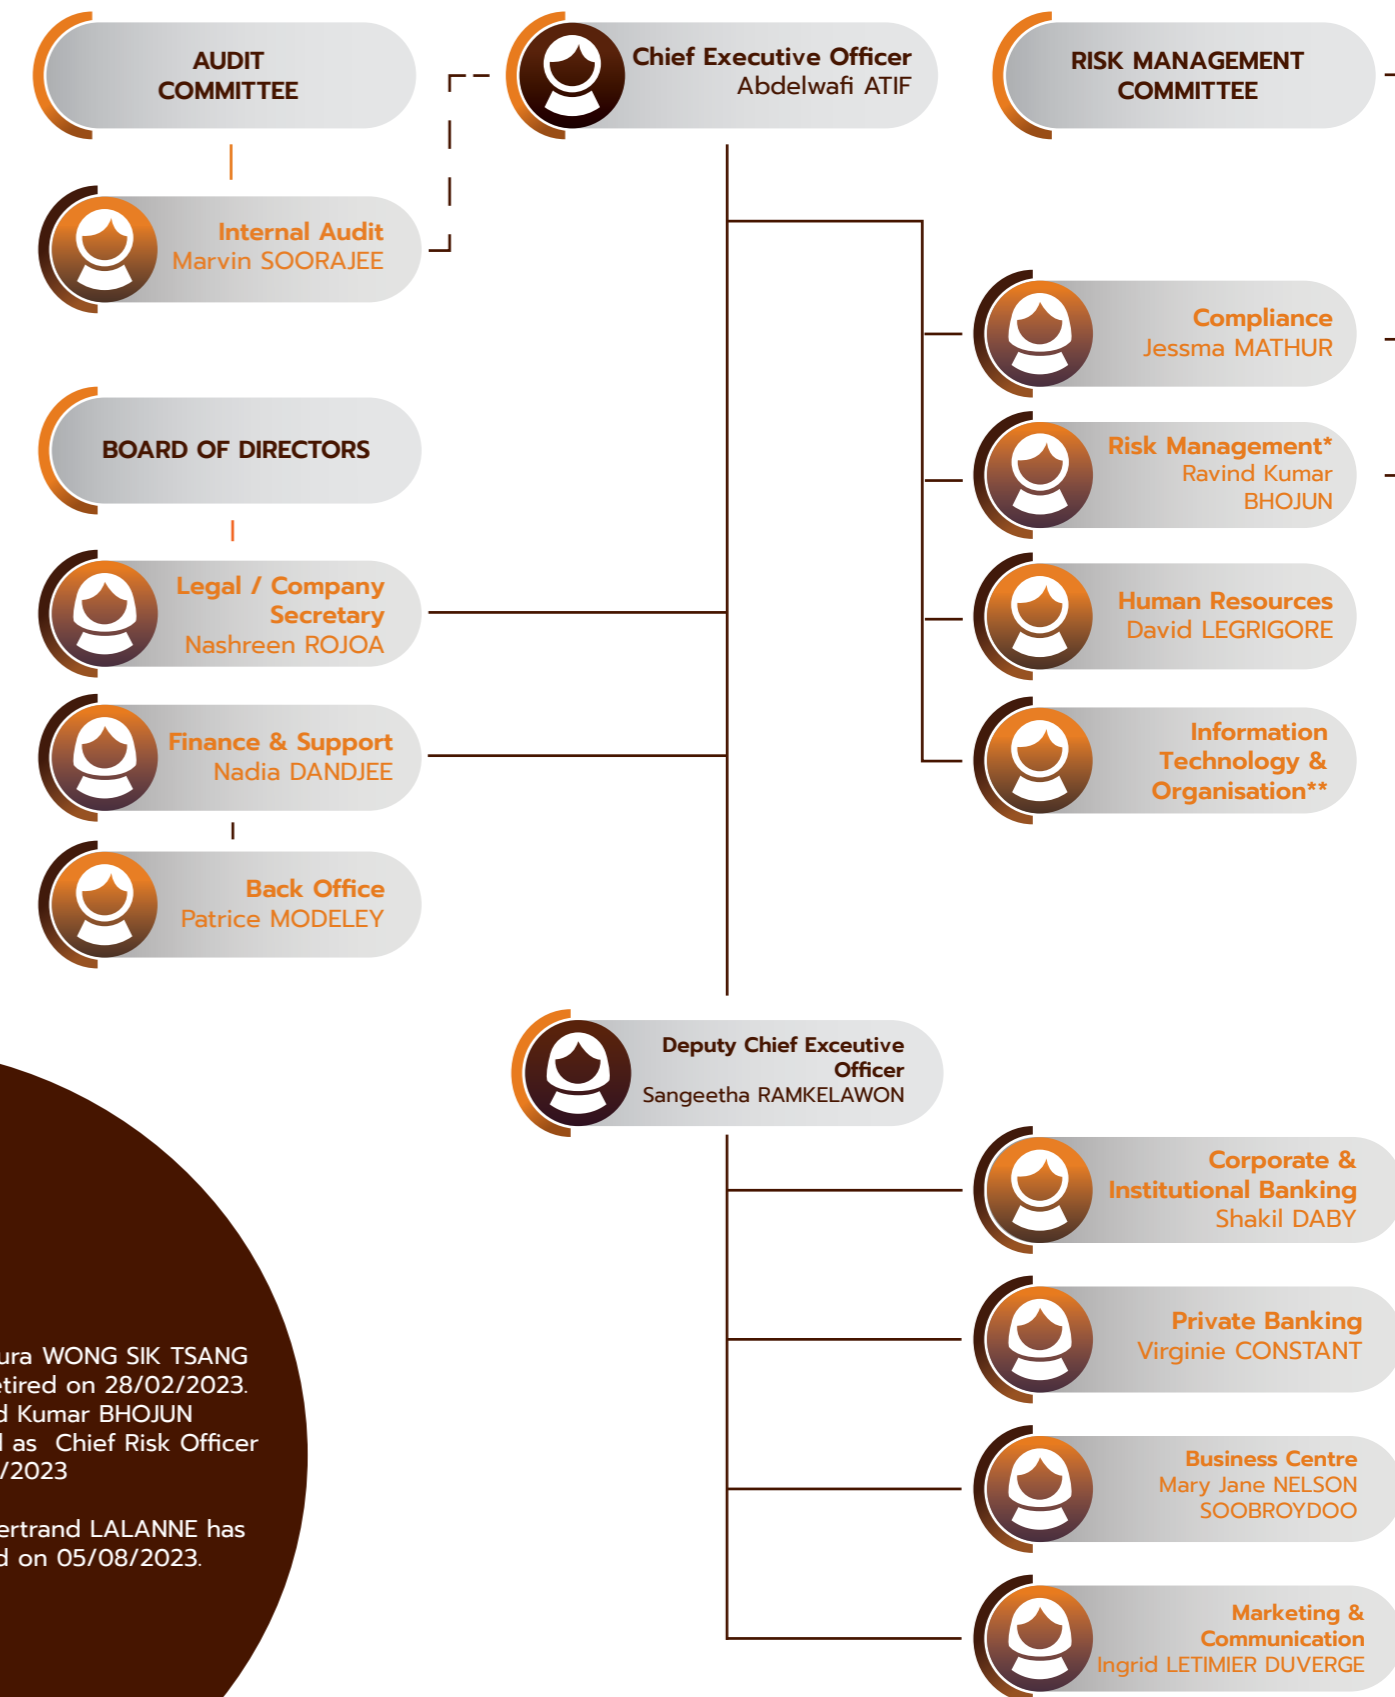 AUDIT
COMMITTEE
Chief Executive Officer
Abdelwafi ATIF
RISK MANAGEMENT
COMMITTEE
Internal Audit
Marvin SOORAJEE
Compliance
Jessma MATHUR
BOARD OF DIRECTORS
Risk Management*
Ravind Kumar
BHOJUN
Legal / Company
Secretary
Nashreen ROJOA
Human Resources
David LEGRIGORE
Finance & Support
Nadia DANDJEE
Information
Technology &
Organisation**
Back Office
Patrice MODELEY
Deputy Chief Exceutive
Officer
Sangeetha RAMKELAWON
Corporate &
Institutional Banking
Shakil DABY
Private Banking
Virginie CONSTANT
Business Centre
Mary Jane NELSON
SOOBROYDOO
Marketing &
Communication
Ingrid LETIMIER DUVERGE
WONG SIK TSANG
on 28/02/2023.
Kumar BHOJUN
as Chief Risk Officer
/2023
LALANNE has
on 05/08/2023.